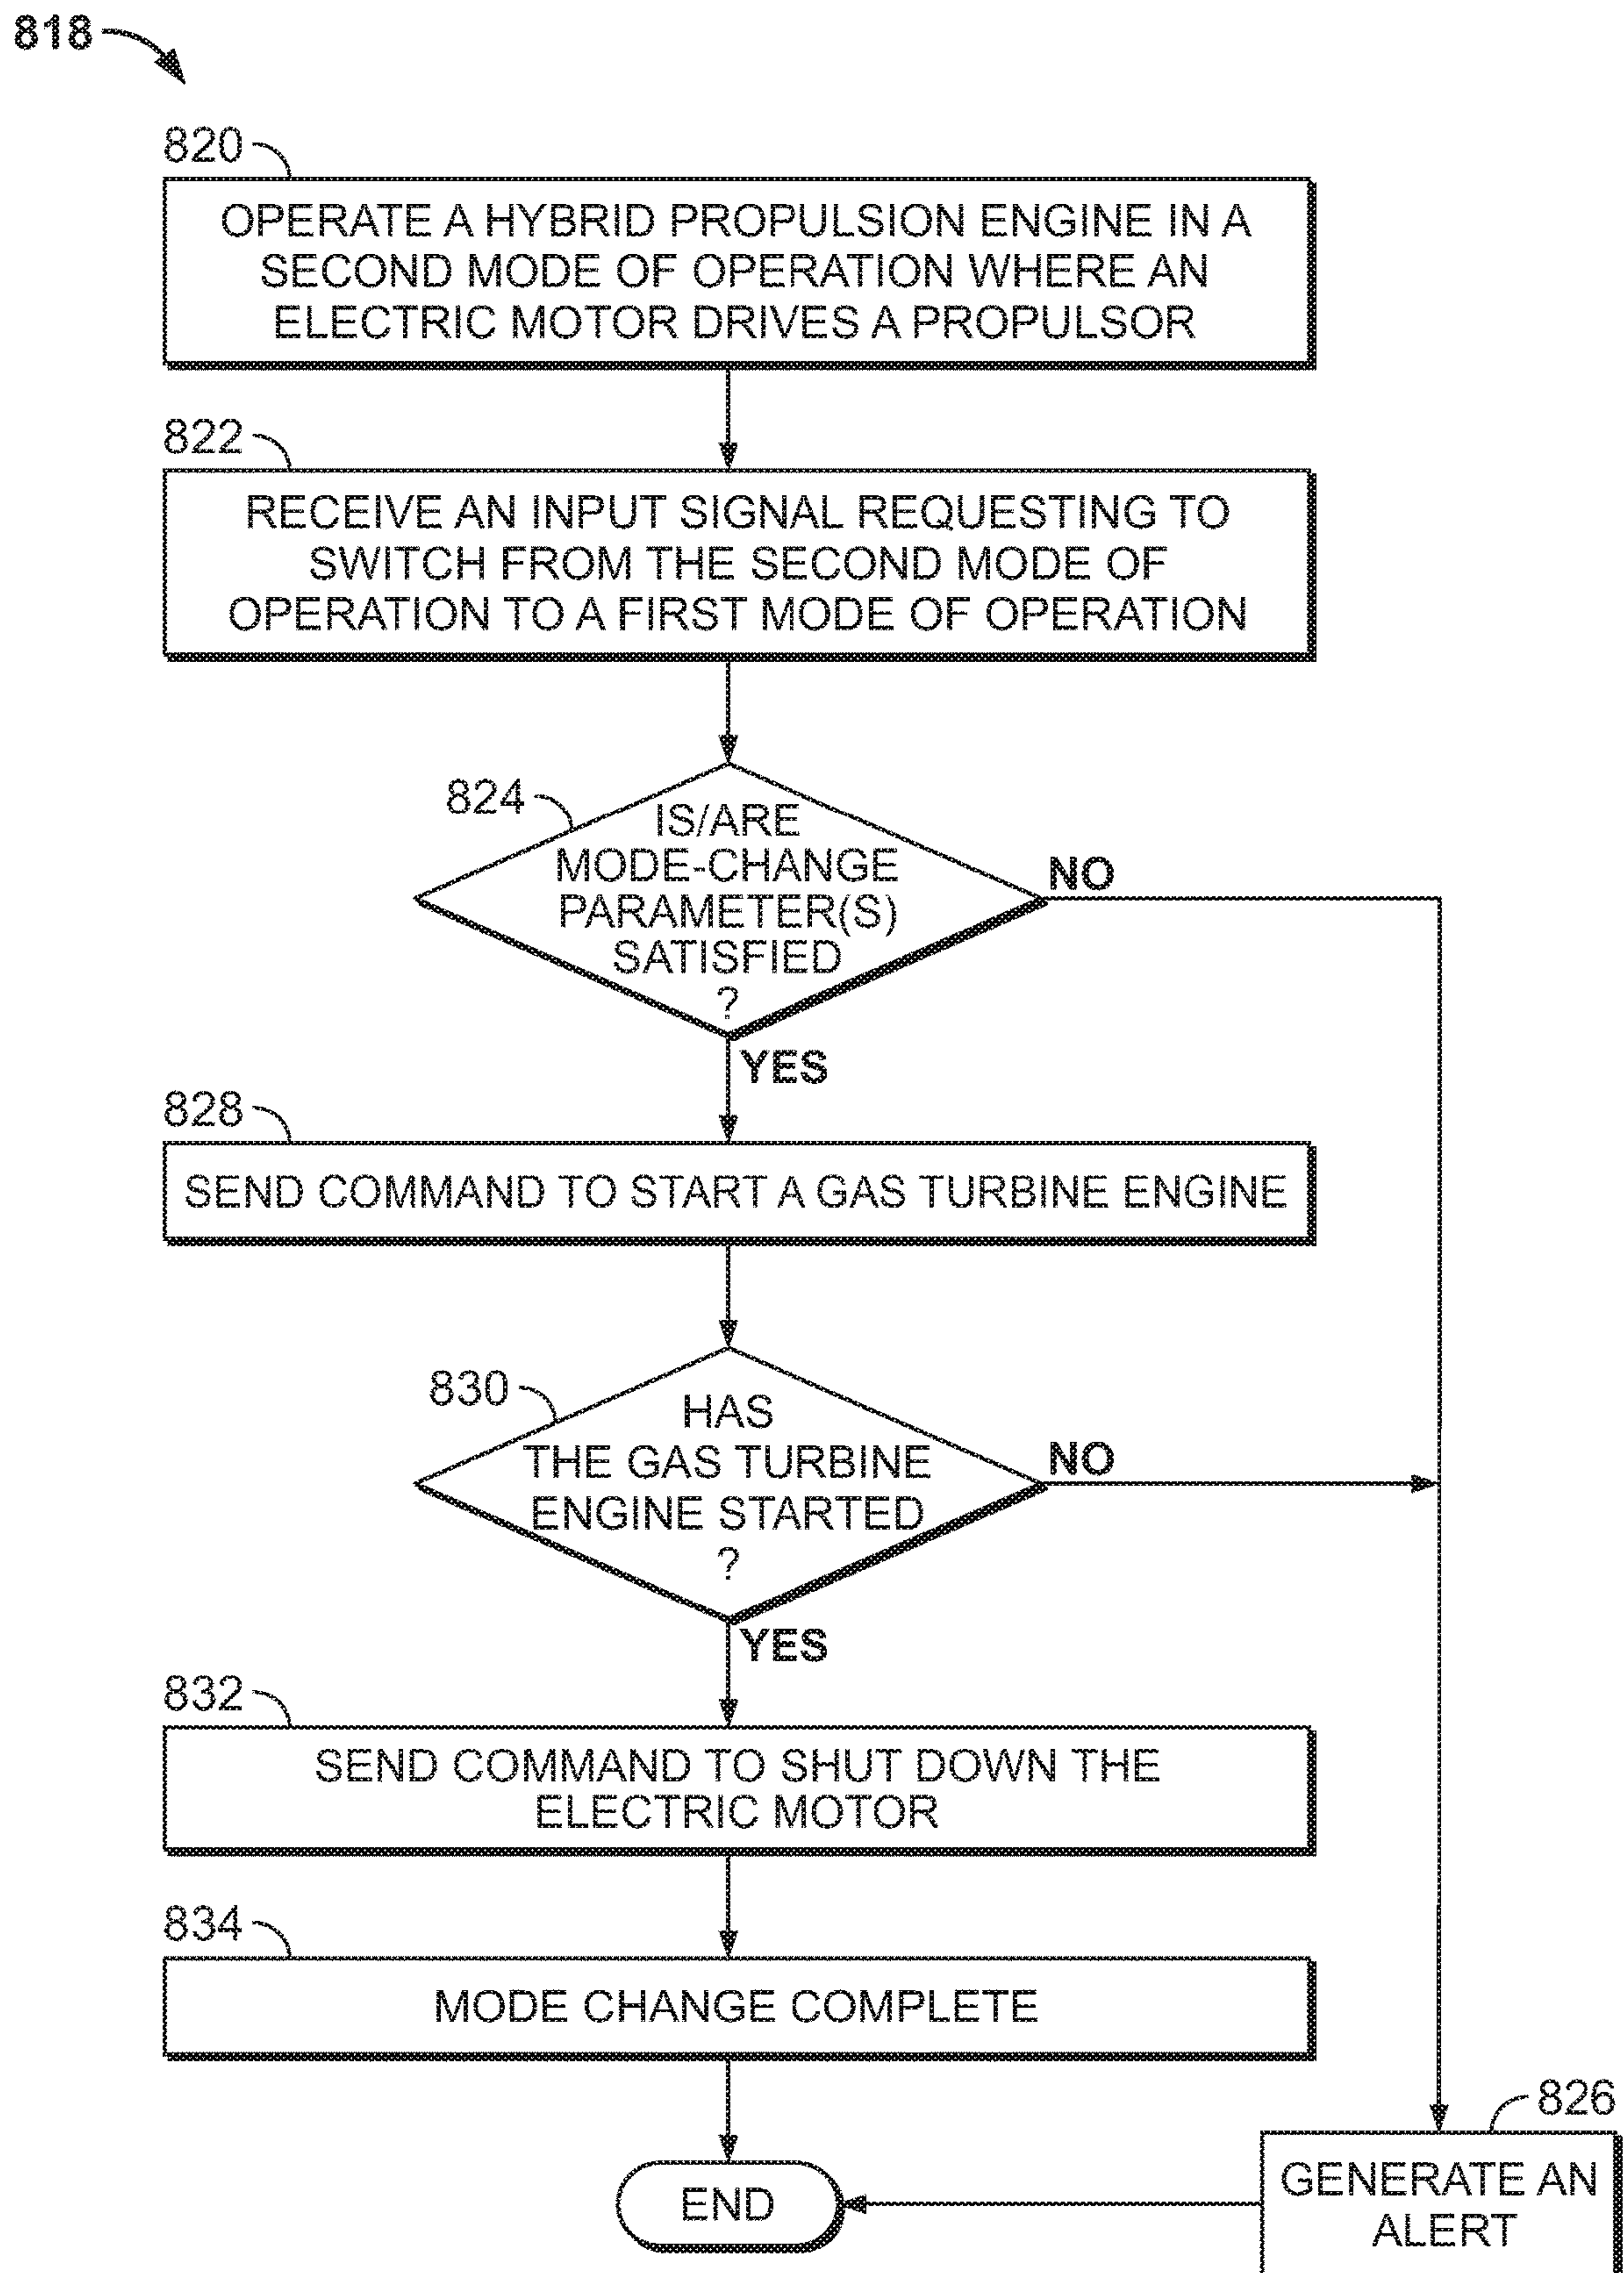 818
820
OPERATE A HYBRID PROPULSION ENGINE IN A
SECOND MODE OF OPERATION WHERE AN
ELECTRIC MOTOR DRIVES A PROPULSOR
822
RECEIVE AN INPUT SIGNAL REQUESTING TO
SWITCH FROM THE SECOND MODE OF
OPERATION TO A FIRST MODE OF OPERATION
824
IS/ARE
MODE-CHANGE
PARAMETER(S)
SATISFIED
?
NO
YES
828
SEND COMMAND TO START A GAS TURBINE ENGINE
830
HAS
THE GAS TURBINE
ENGINE STARTED
?
NO
YES
832
SEND COMMAND TO SHUT DOWN THE
ELECTRIC MOTOR
834
MODE CHANGE COMPLETE
826
GENERATE AN
ALERT
END